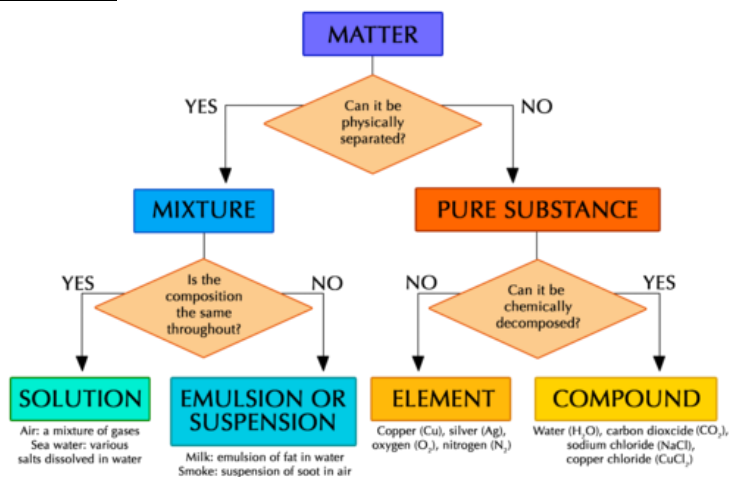 MATTER
YES
Can it be
physically
separated?
NO
MIXTURE
PURE SUBSTANCE
YES
Is the
composition
the same
throughout?
NO
NO
Can it be
chemically
decomposed?
YES
SOLUTION
Air: a mixture of gases
Sea water: various
salts dissolved in water
EMULSION OR
SUSPENSION
Milk: emulsion of fat in water
Smoke: suspension of soot in air
ELEMENT
Copper (Cu), silver (Ag),
oxygen (O₂), nitrogen (N₂)
COMPOUND
Water (H₂O), carbon dioxcide (CO₂),
sodium chloride (NaCl),
copper chloride (CuCl₂)